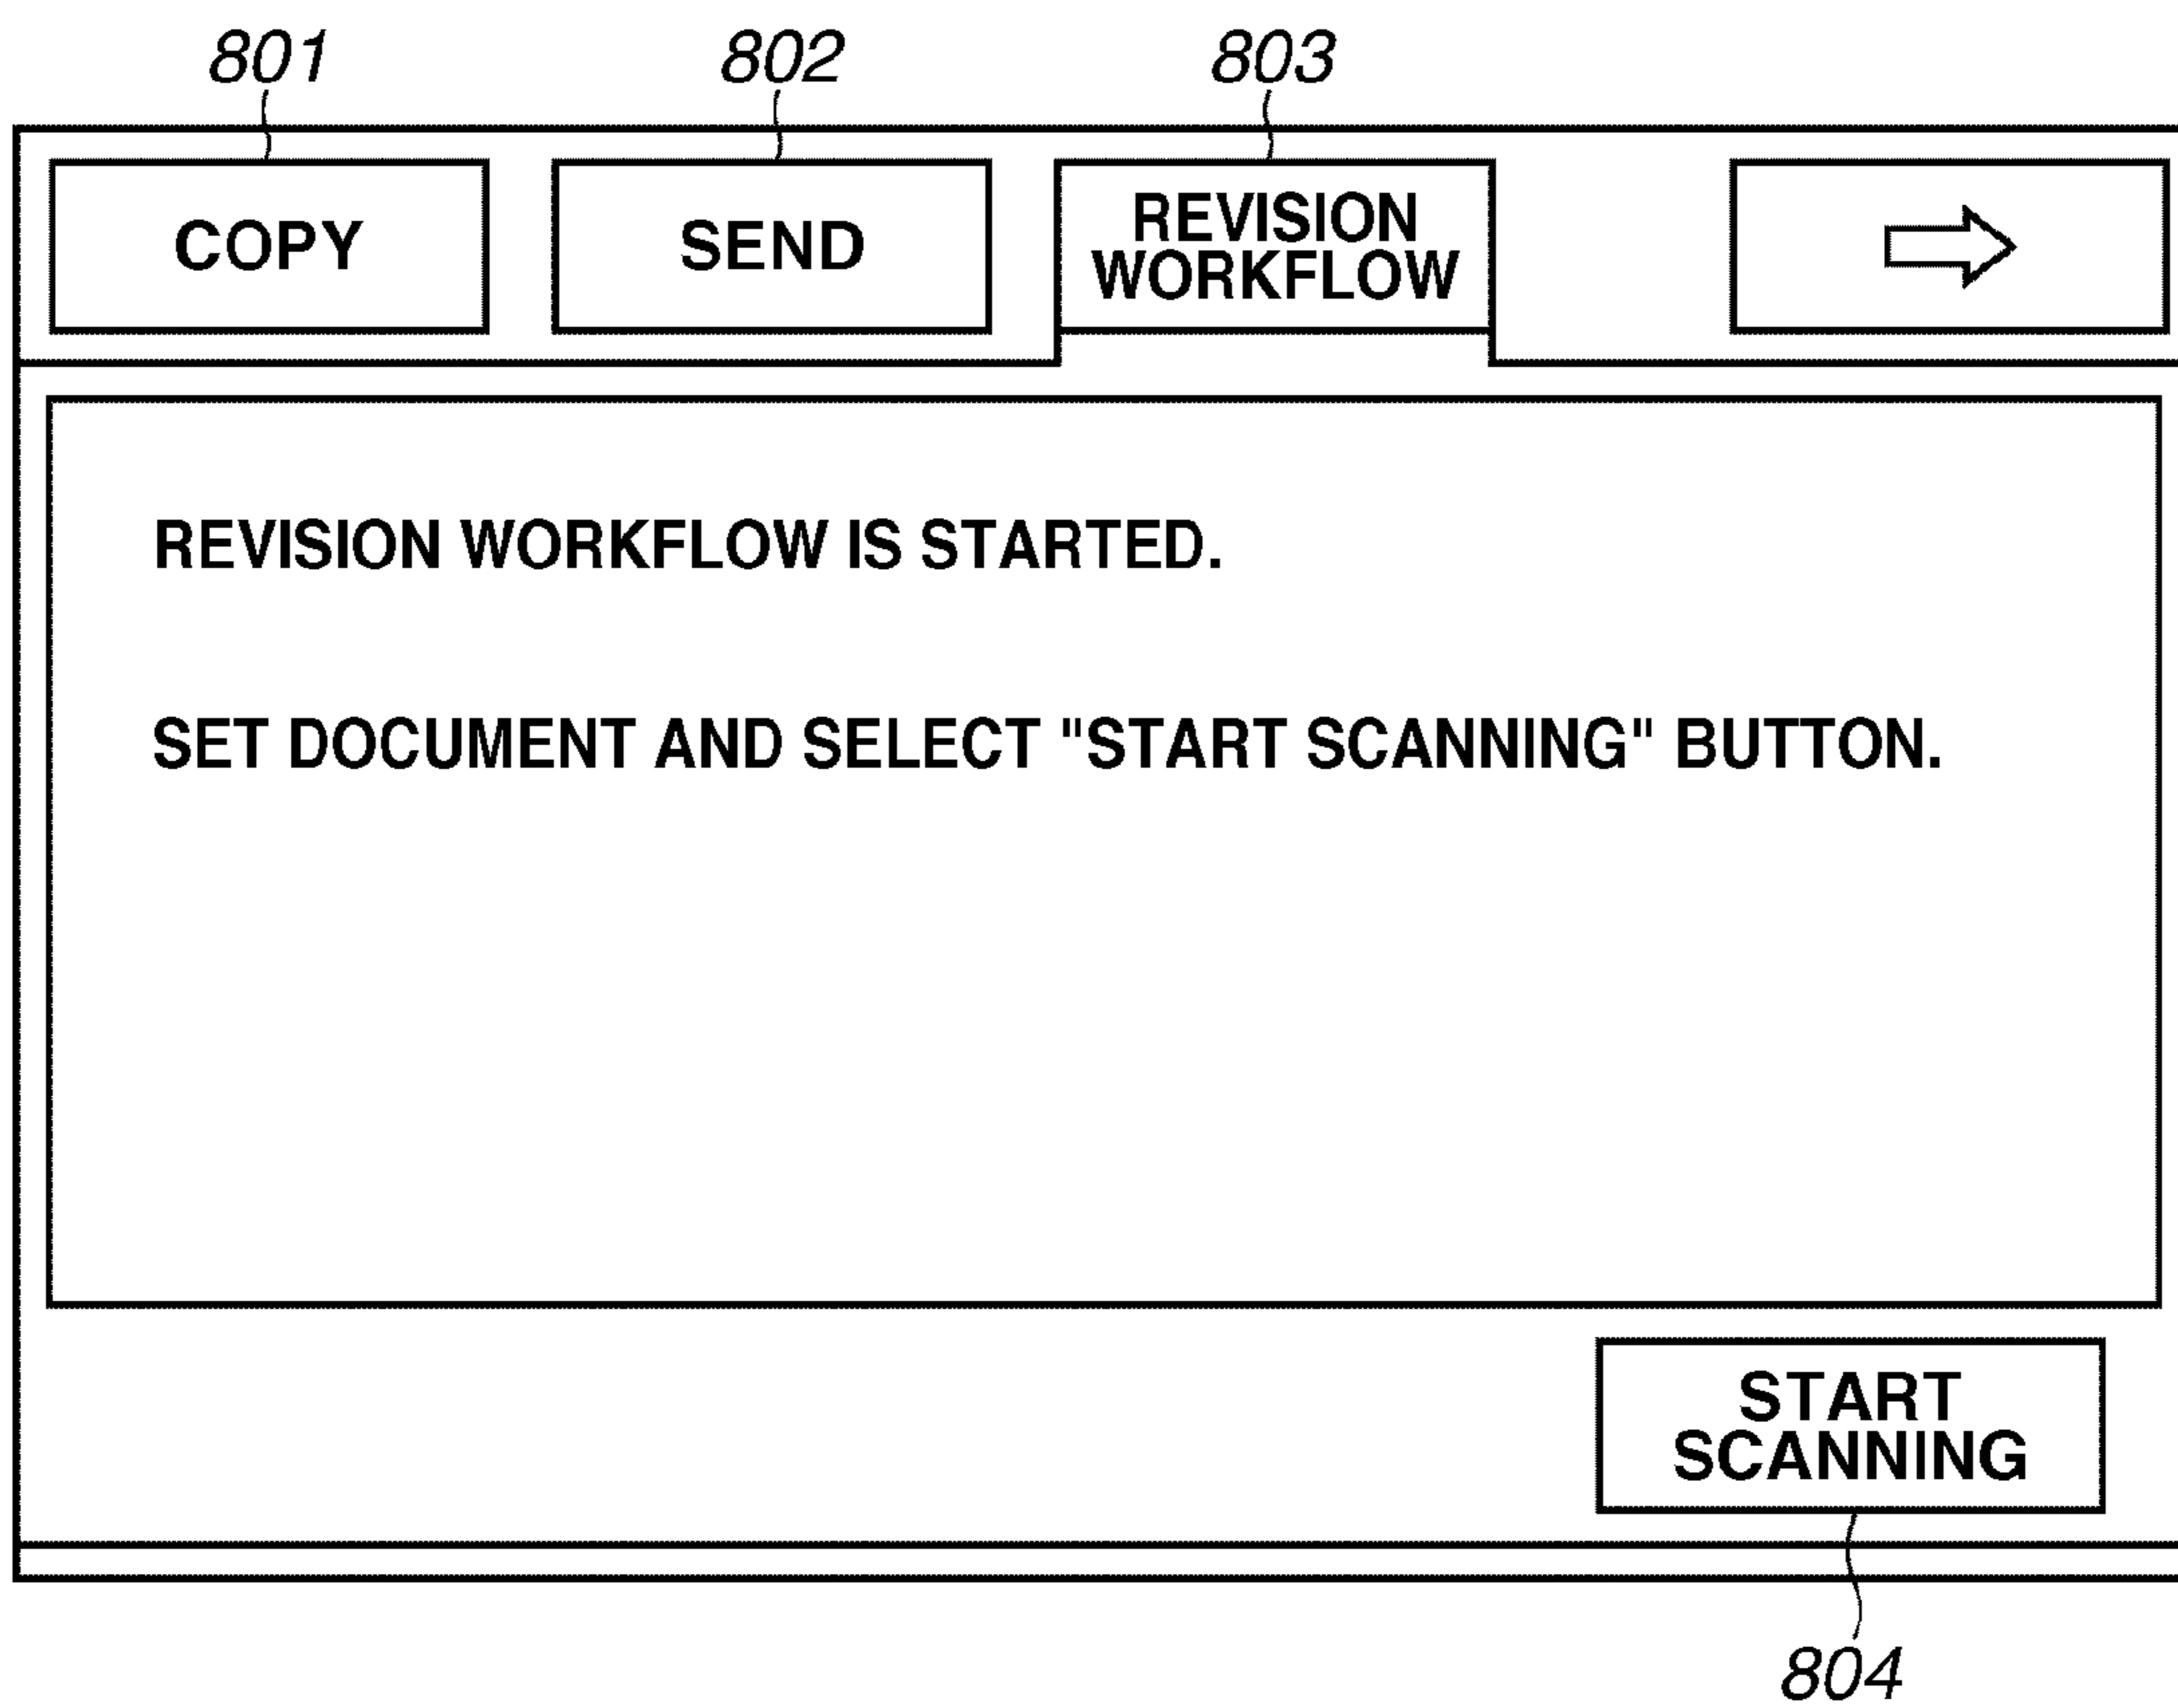 801 802 803
COPY SEND REVISION
WORKFLOW
REVISION WORKFLOW IS STARTED.
SET DOCUMENT AND SELECT "START SCANNING" BUTTON.
START
SCANNING
804